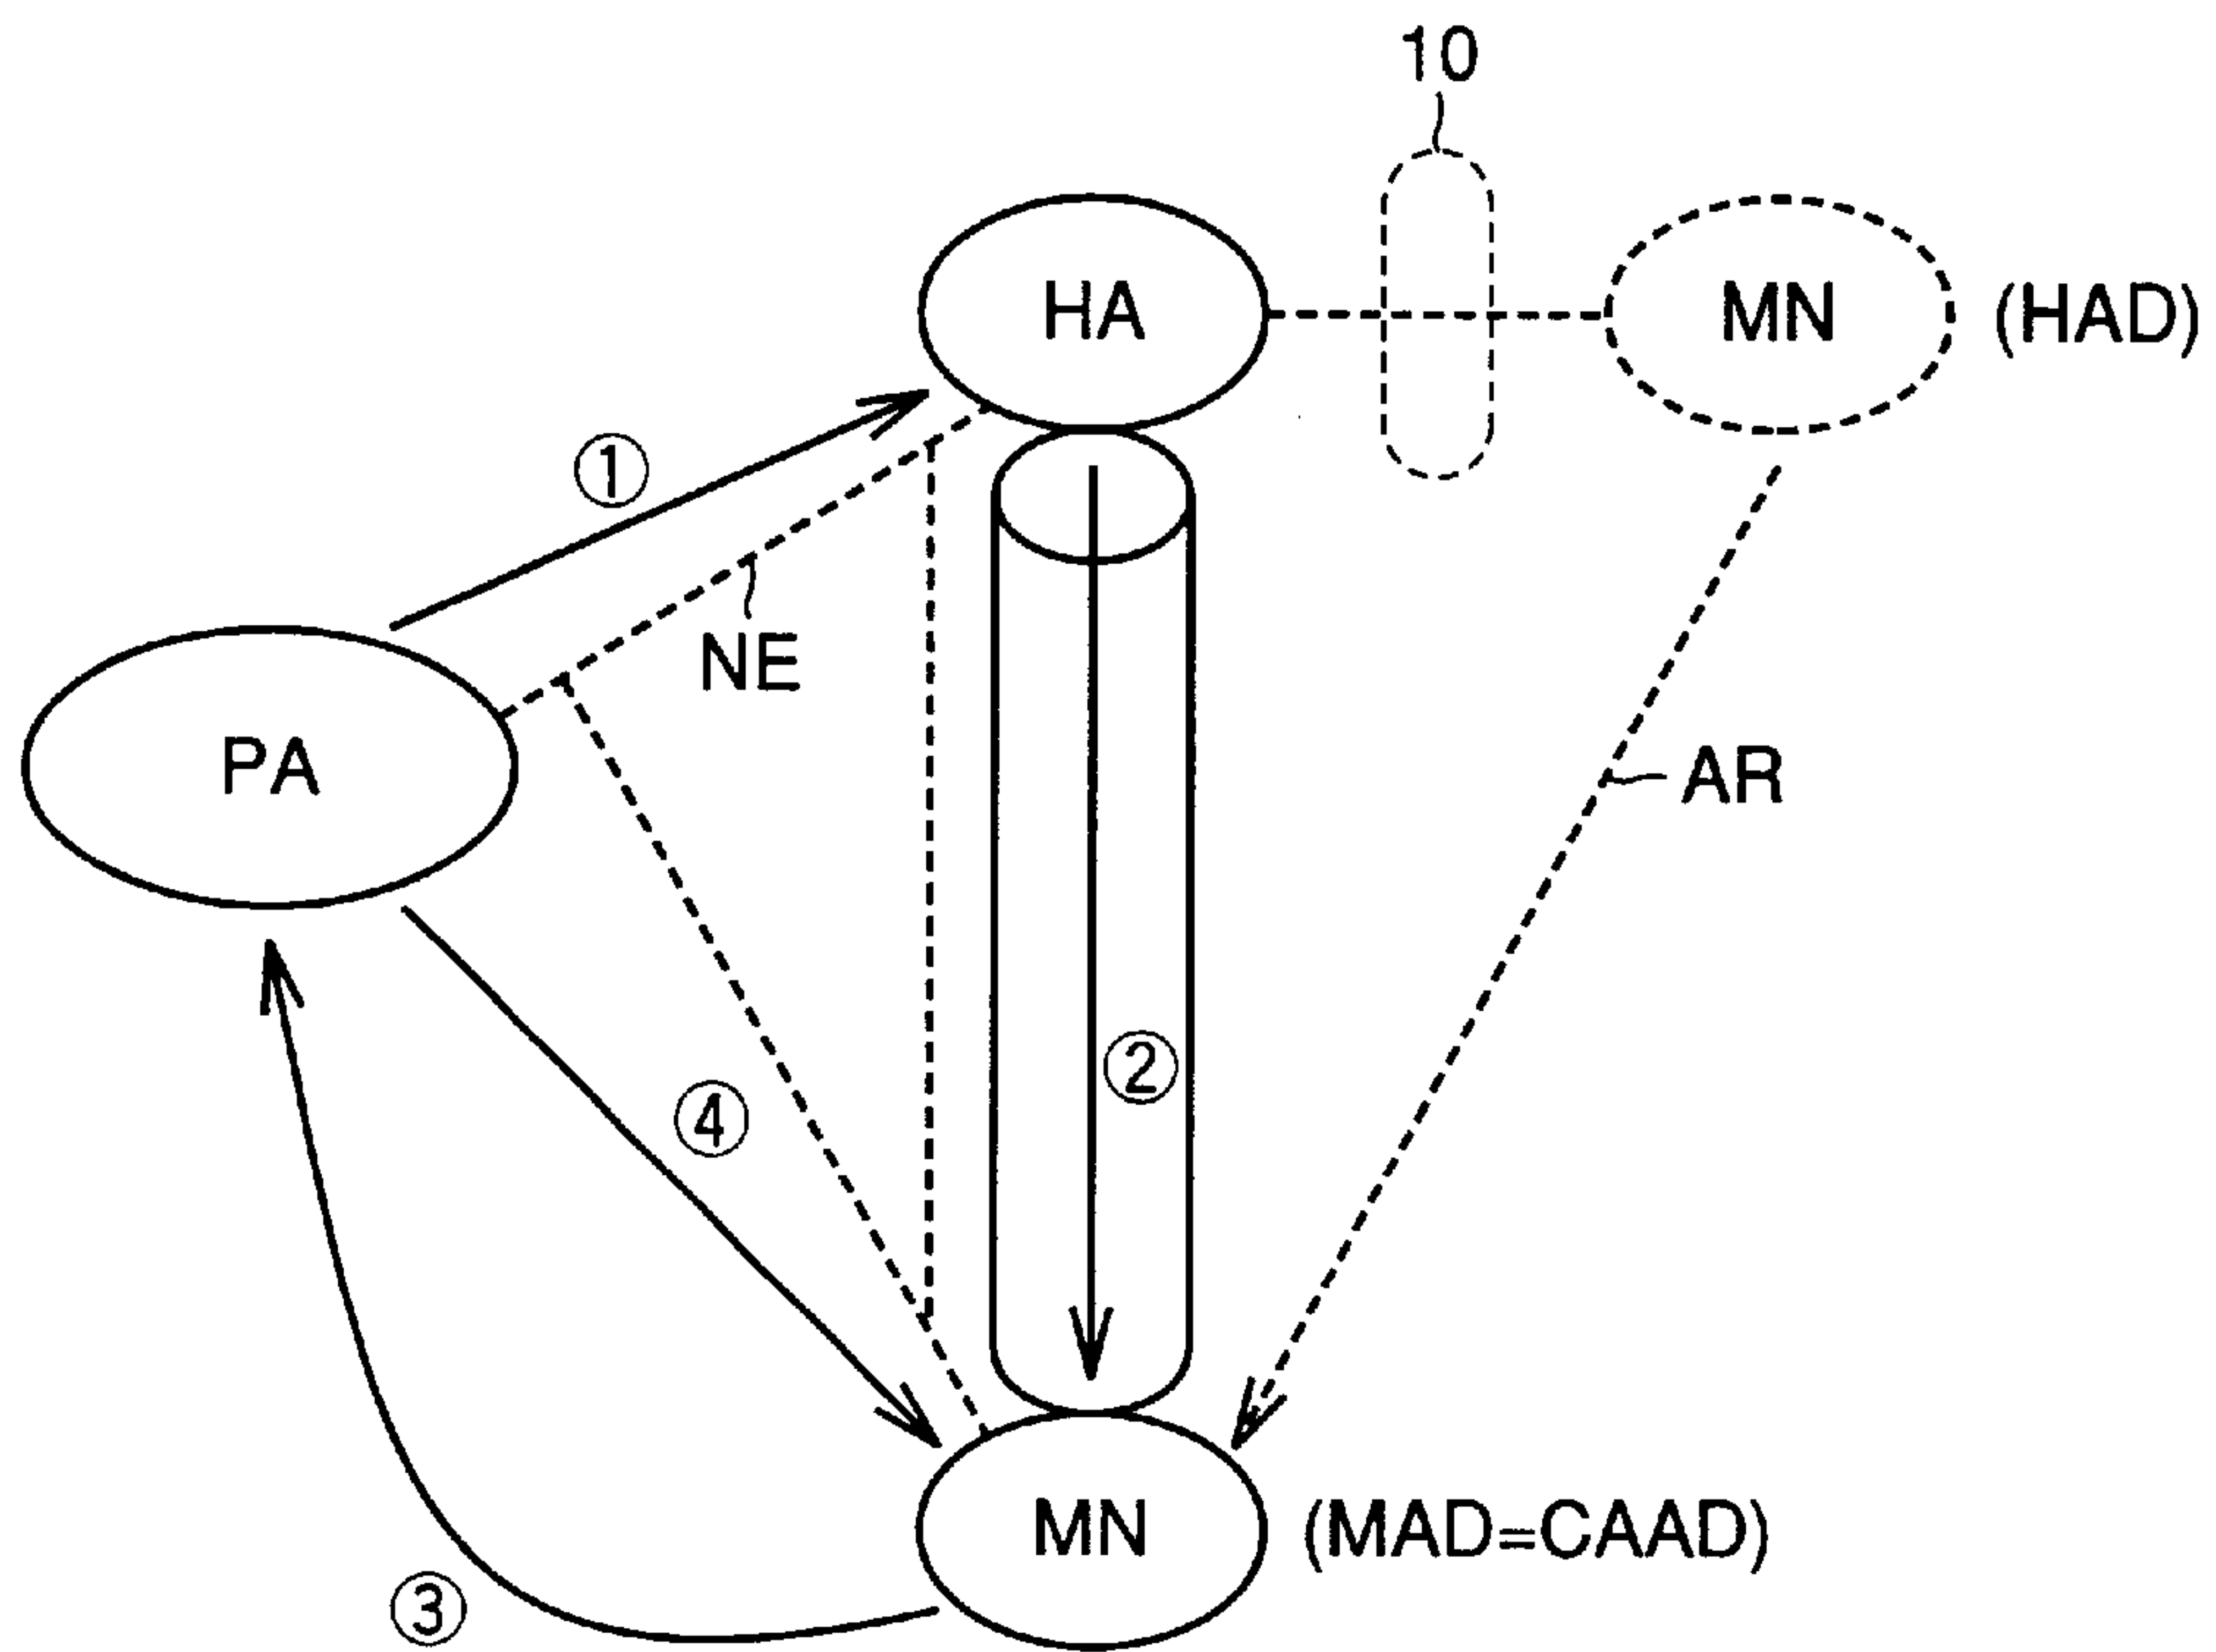 10
HA
MN (HAD)
①
NE
PA
AR
②
④
MN (MAD=CAAD)
③